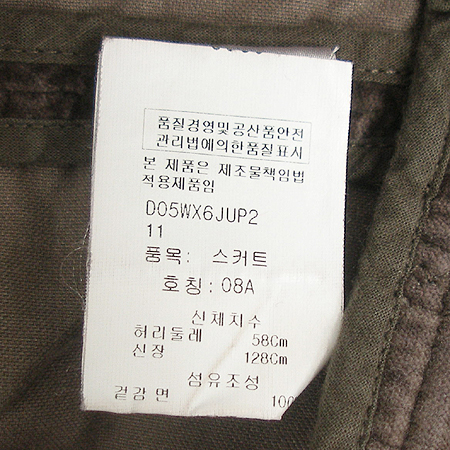 품질경영및공산품안전
관리법에의한품질표시
본 제품은 제조물책임법
적용제품임
D05WX6JUP2
11
품목: 스커트
호칭:08A
신체치수
허리둘레 58Cm
신장 128Cm
섬유조성
겉감 면 100